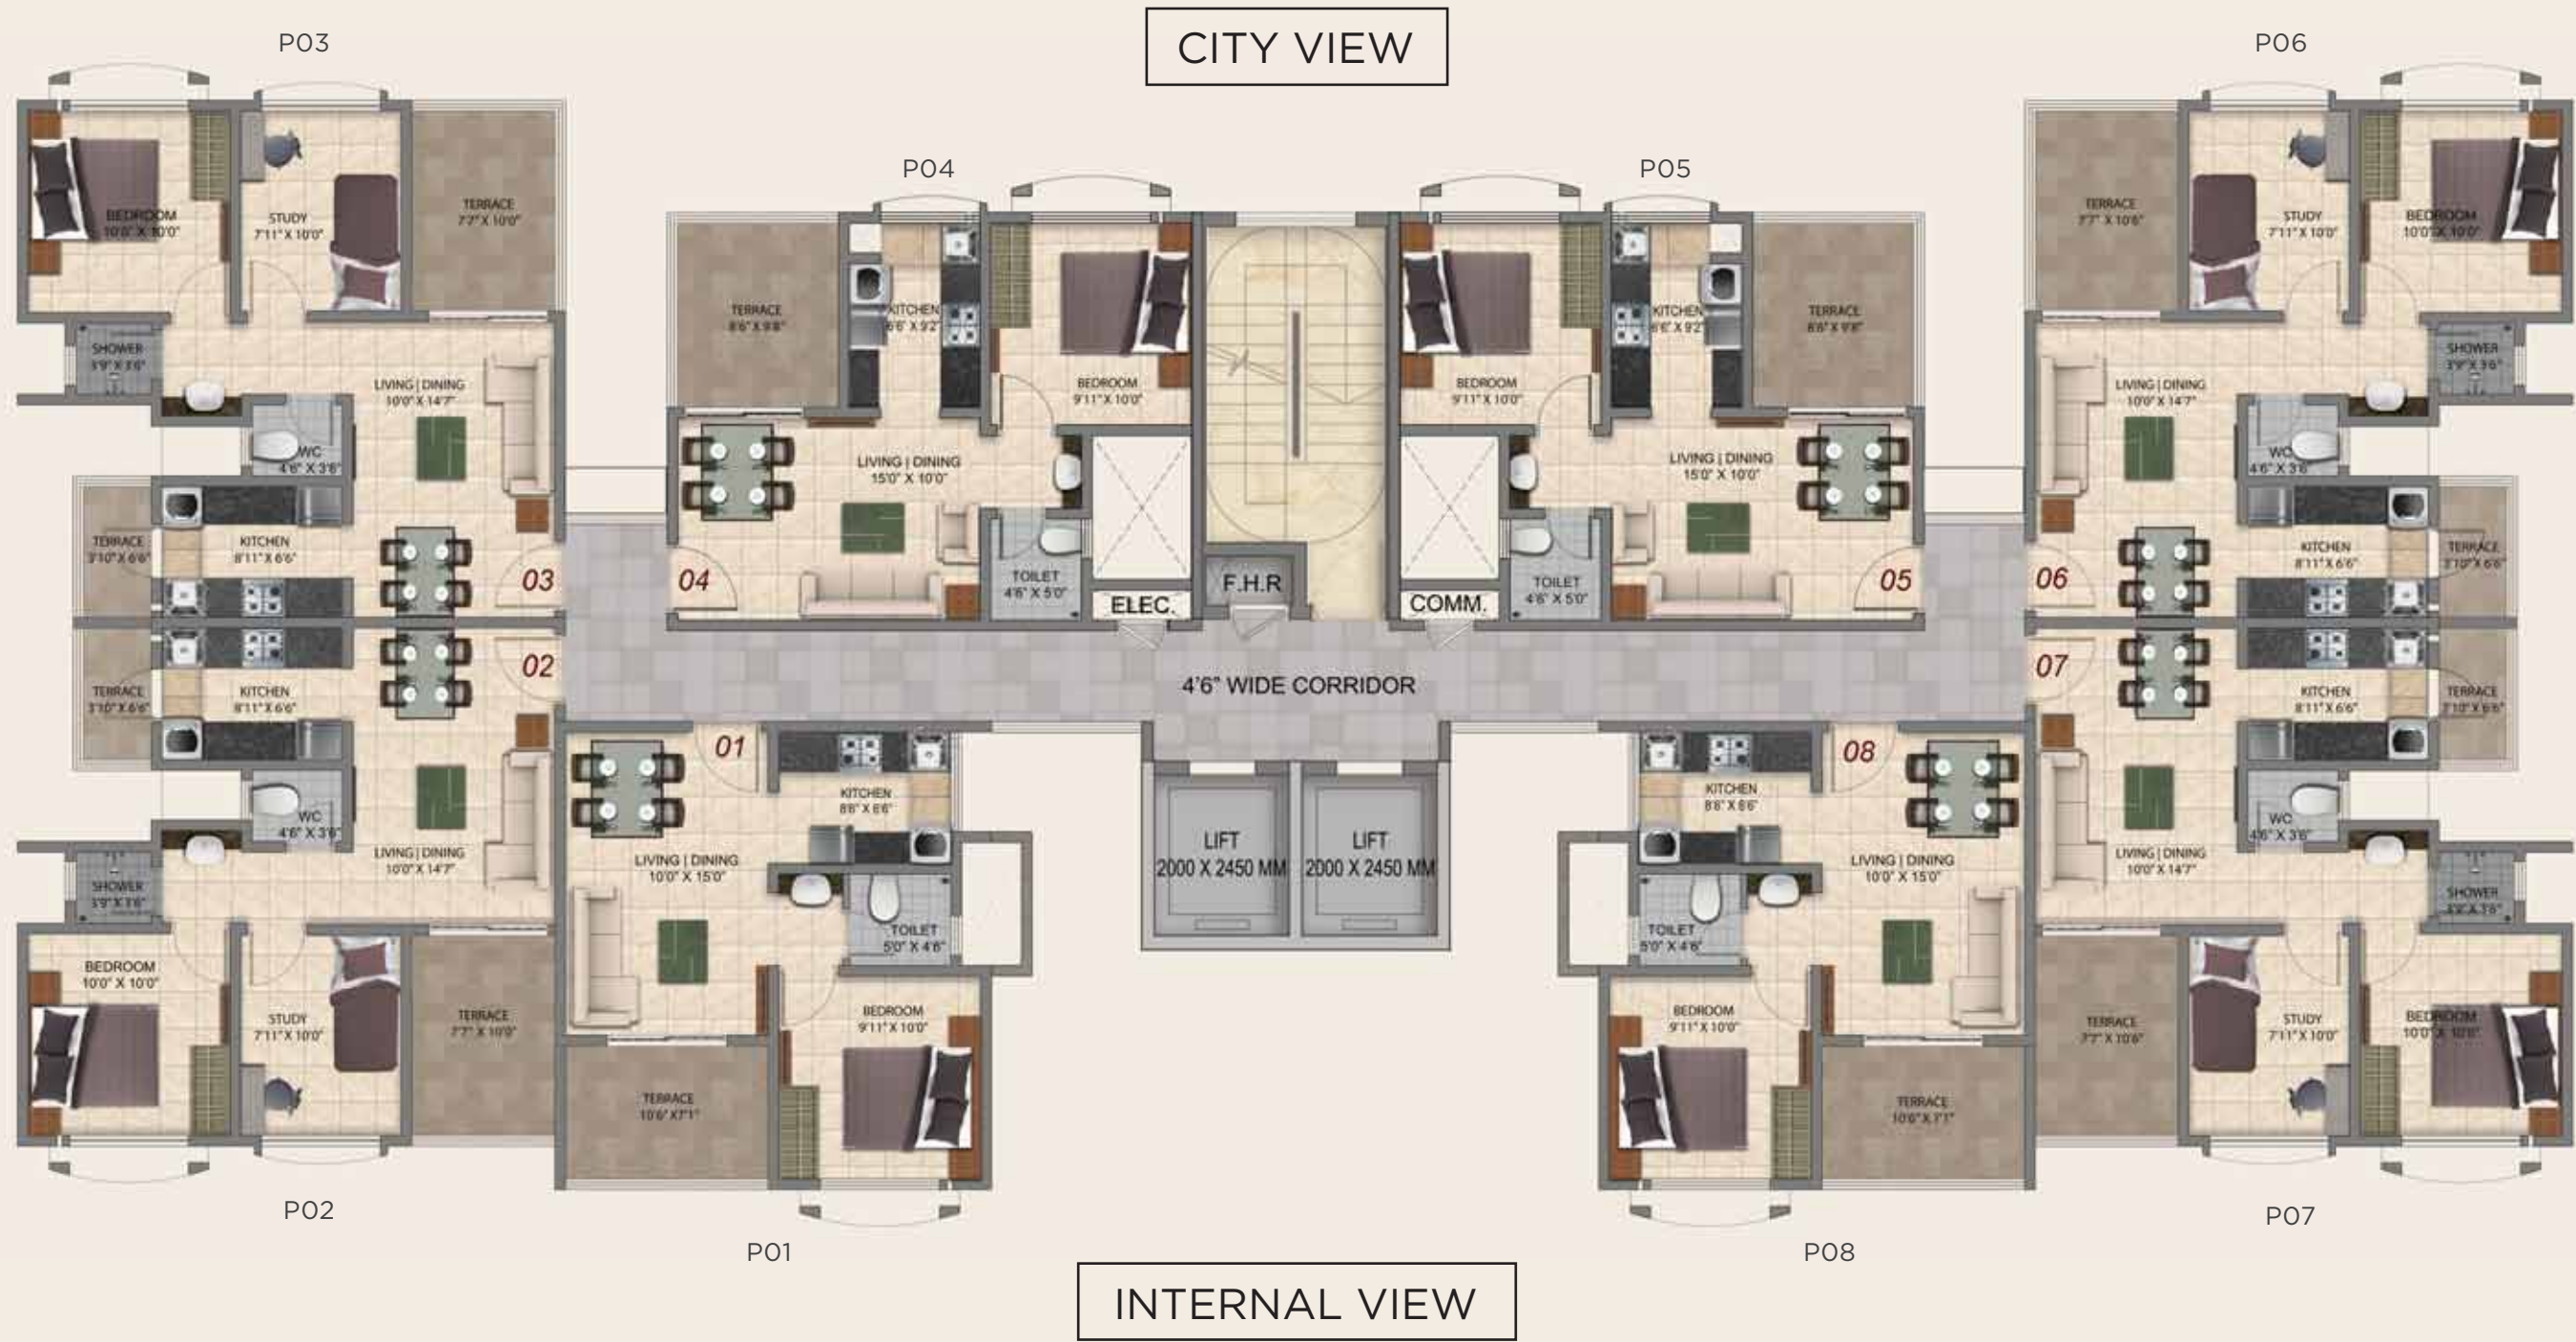 CITY VIEW
P03
P06
P04
P05
BEDROOM
10'0" X 10'0"
STUDY
7'11" X 10'0"
TERRACE
7'7" X 10'0"
SHOWER
3'9" X 3'6"
LIVING | DINING
10'0" X 14'7"
WC
4'6" X 3'6"
TERRACE
3'10" X 6'6"
KITCHEN
8'11" X 6'6"
03
TERRACE
8'6" X 9'8"
KITCHEN
6'6" X 9'2"
BEDROOM
9'11" X 10'0"
LIVING | DINING
15'0" X 10'0"
04
TOILET
4'6" X 5'0"
ELEC.
F.H.R
COMM.
BEDROOM
9'11" X 10'0"
KITCHEN
6'6" X 9'2"
TERRACE
8'6" X 9'8"
LIVING | DINING
15'0" X 10'0"
TOILET
4'6" X 5'0"
05
TERRACE
7'7" X 10'6"
STUDY
7'11" X 10'0"
BEDROOM
10'0" X 10'0"
SHOWER
3'9" X 3'6"
LIVING | DINING
10'0" X 14'7"
WC
4'6" X 3'6"
06
KITCHEN
8'11" X 6'6"
TERRACE
3'10" X 6'6"
02
TERRACE
3'10" X 6'6"
KITCHEN
8'11" X 6'6"
WC
4'6" X 3'6"
LIVING | DINING
10'0" X 14'7"
SHOWER
3'9" X 3'6"
BEDROOM
10'0" X 10'0"
STUDY
7'11" X 10'0"
TERRACE
7'7" X 10'0"
4'6" WIDE CORRIDOR
01
KITCHEN
8'6" X 6'6"
LIVING | DINING
10'0" X 15'0"
TOILET
5'0" X 4'6"
BEDROOM
9'11" X 10'0"
TERRACE
10'6" X 7'1"
LIFT
2000 X 2450 MM
LIFT
2000 X 2450 MM
08
KITCHEN
8'6" X 6'6"
LIVING | DINING
10'0" X 15'0"
TOILET
5'0" X 4'6"
BEDROOM
9'11" X 10'0"
TERRACE
10'6" X 7'1"
07
KITCHEN
8'11" X 6'6"
TERRACE
3'10" X 6'6"
WC
4'6" X 3'6"
LIVING | DINING
10'0" X 14'7"
SHOWER
TERRACE
7'7" X 10'6"
STUDY
7'11" X 10'0"
BEDROOM
P02
P07
P01
P08
INTERNAL VIEW